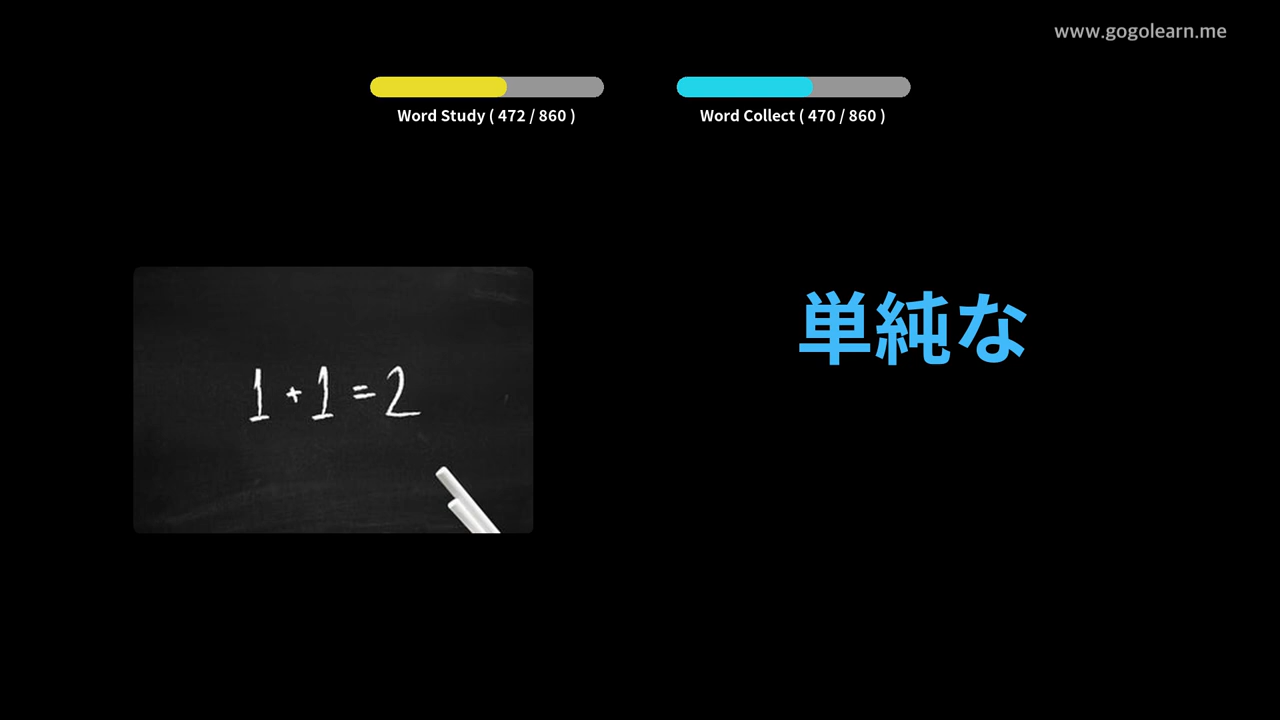 www.gogolearn.me
Word Study ( 472 / 860 )
Word Collect ( 470 / 860 )
単純な
1 + 1 = 2